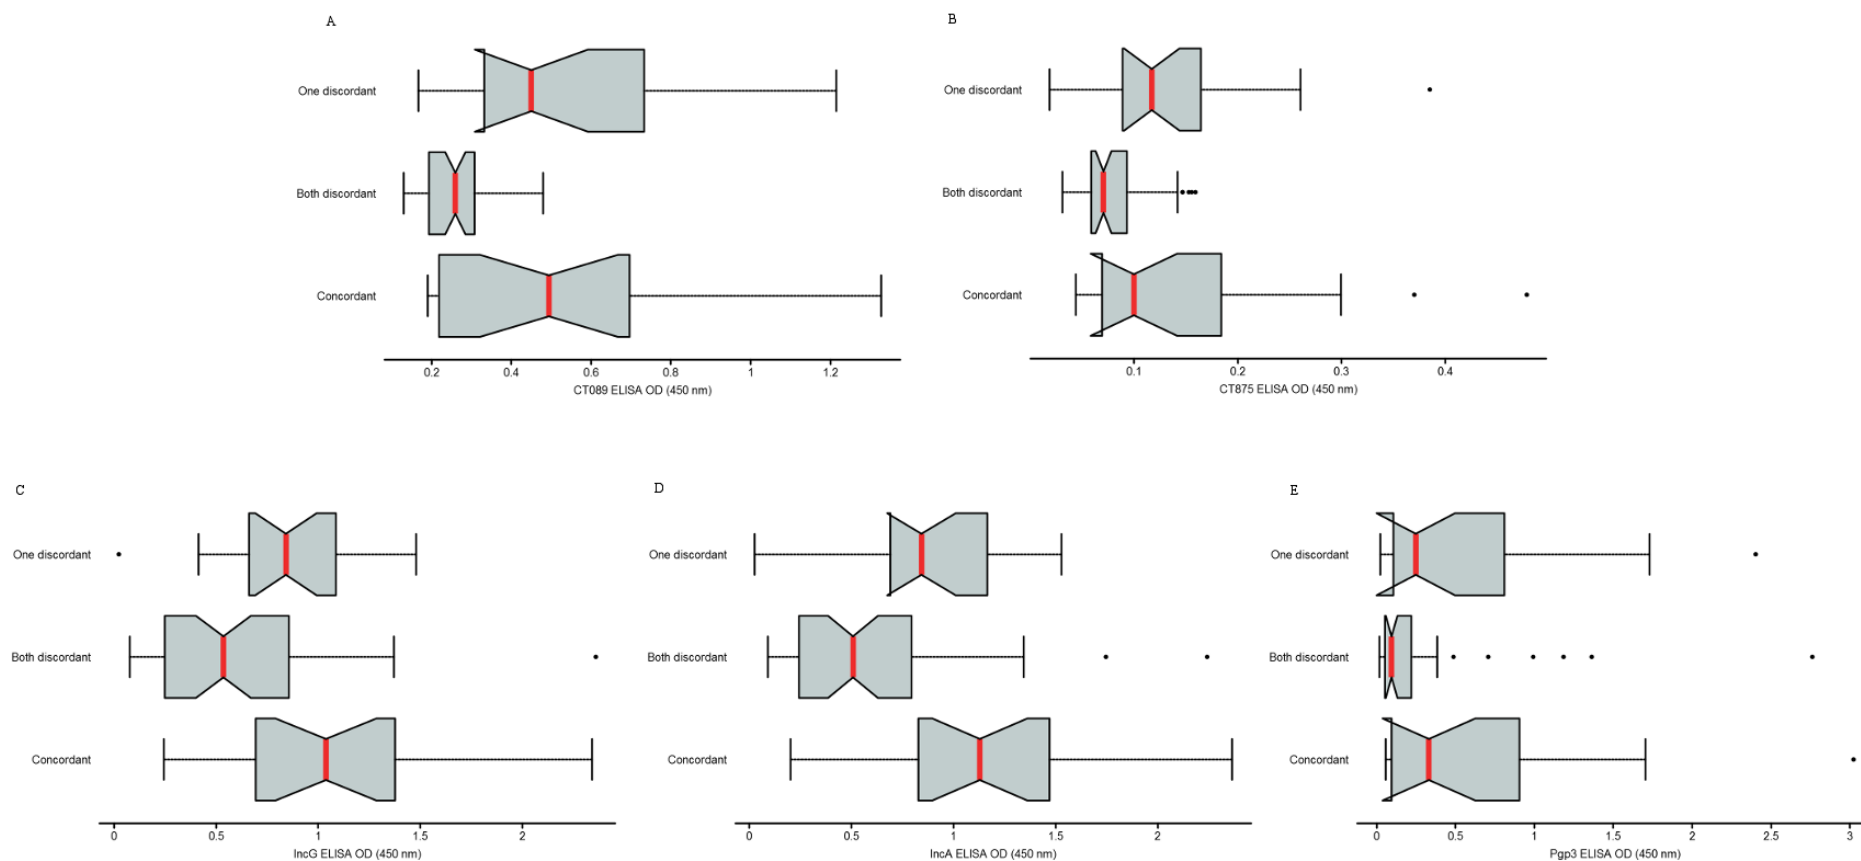 A
One discordant
Both discordant
Concordant
0.2 0.4 0.6 0.8 1 1.2
CT089 ELISA OD (450 nm)
B
One discordant
Both discordant
Concordant
0.1 0.2 0.3 0.4
CT875 ELISA OD (450 nm)
C
One discordant
Both discordant
Concordant
0 0.5 1 1.5 2
IncG ELISA OD (450 nm)
D
One discordant
Both discordant
Concordant
0 0.5 1 1.5 2
IncA ELISA OD (450 nm)
E
One discordant
Both discordant
Concordant
0 0.5 1 1.5 2 2.5 3
Pgp3 ELISA OD (450 nm)